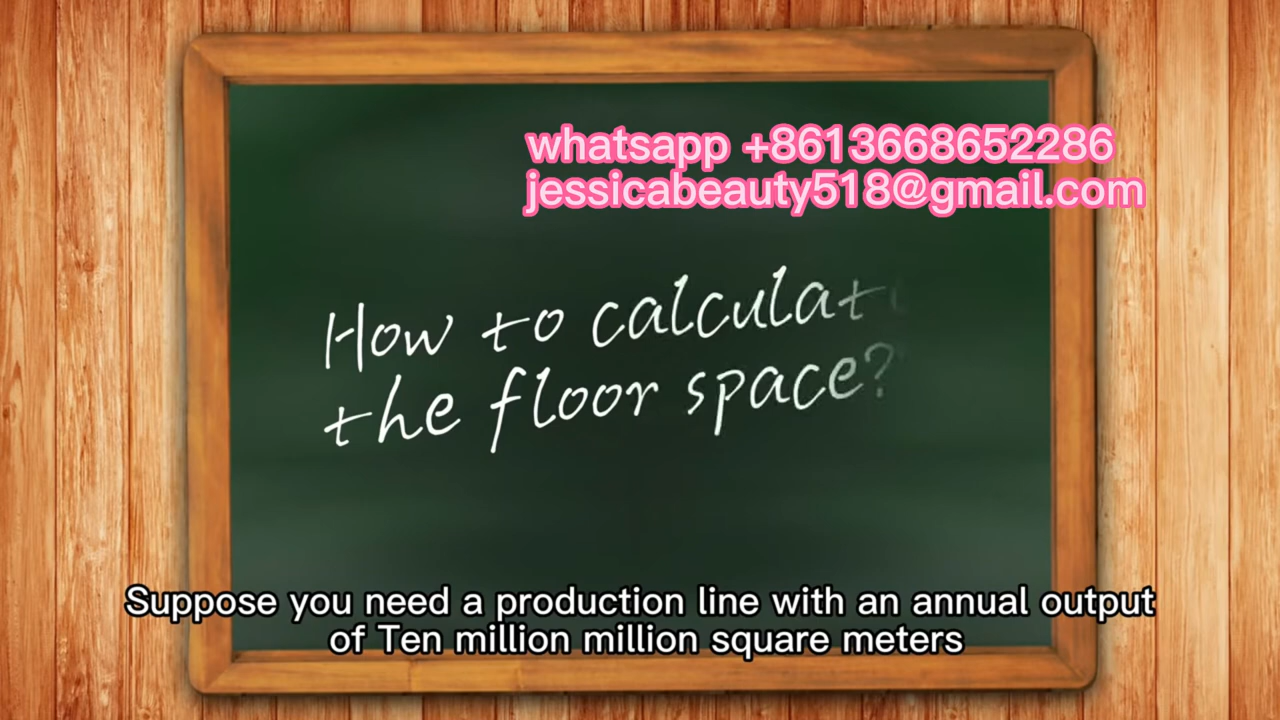 whatsapp +8613668652286
jessicabeauty518@gmail.com
How to calculate
the floor space?
Suppose you need a production line with an annual output
of Ten million million square meters